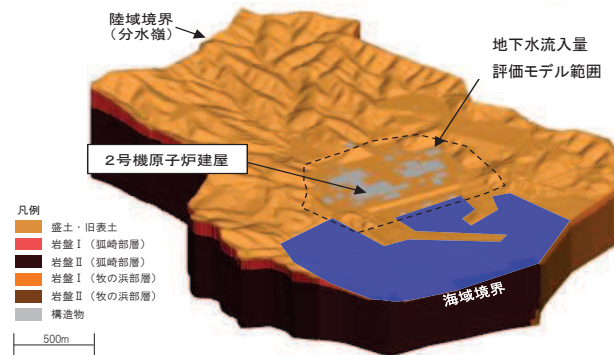 陸域境界
(分水嶺)
地下水流入量
評価モデル範囲
2号機原子炉建屋
凡例
盛土・旧表土
岩盤Ⅰ(狐崎部層)
岩盤Ⅱ(狐崎部層)
岩盤Ⅰ(牧の浜部層)
岩盤Ⅱ(牧の浜部層)
構造物
500m
海域境界